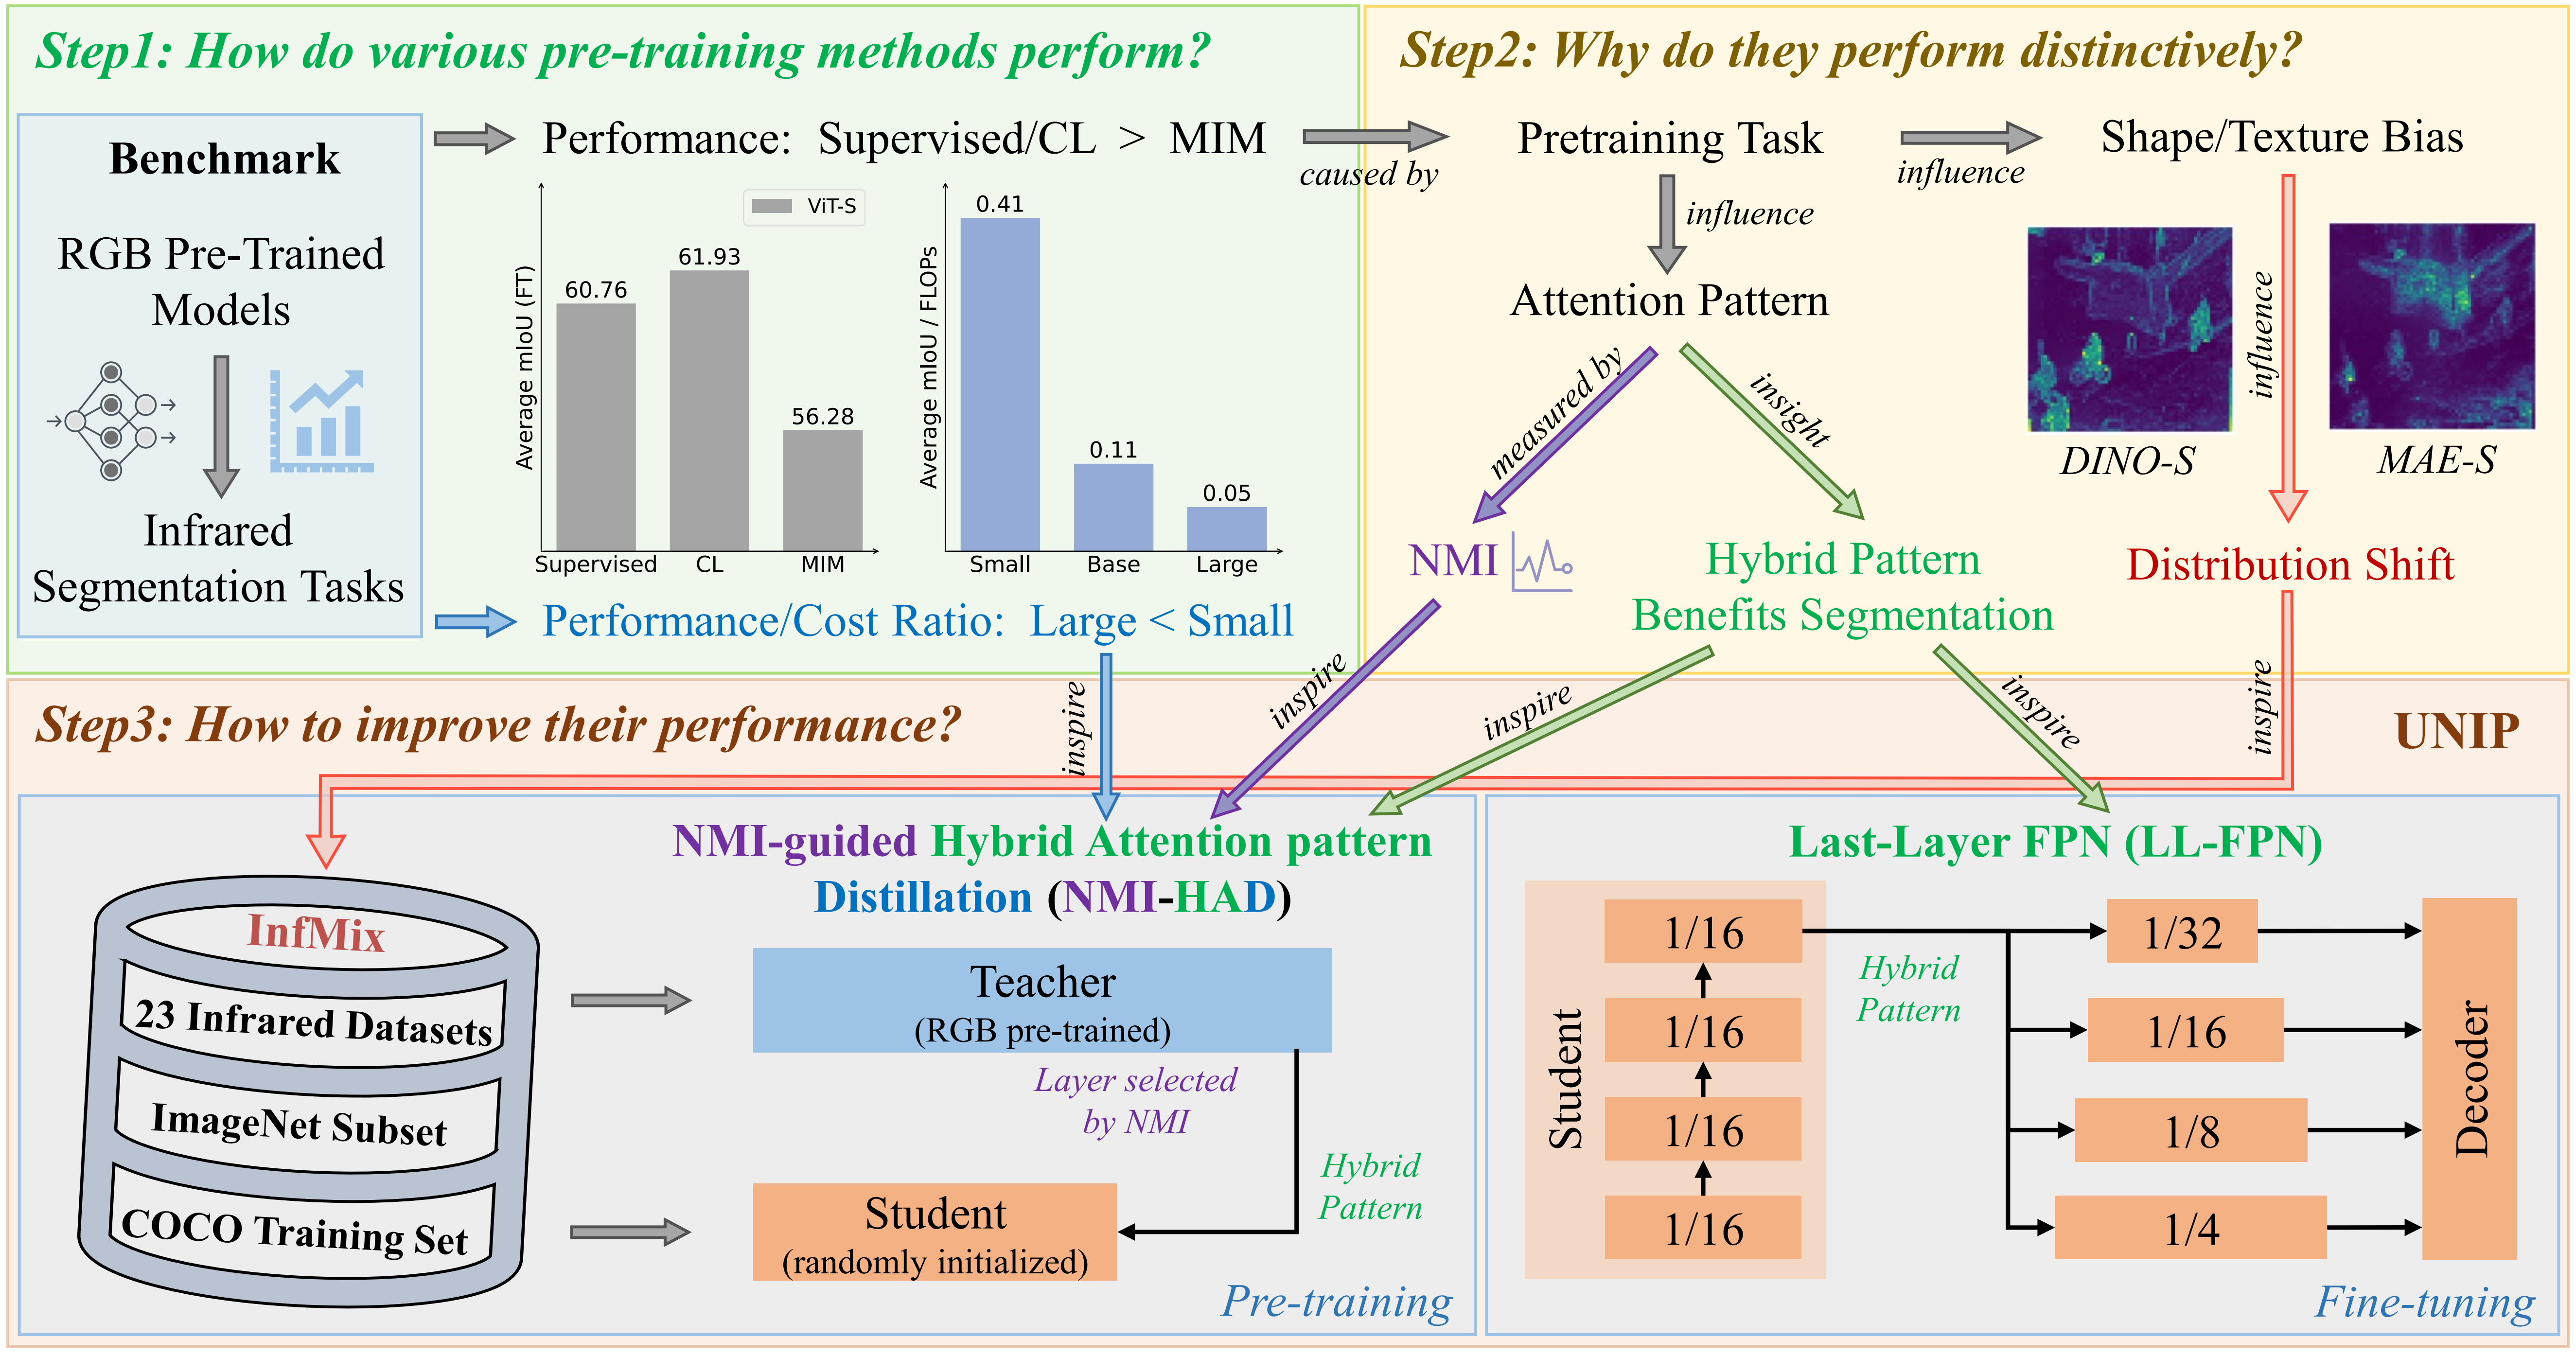 Step1: How do various pre-training methods perform?
Benchmark
RGB Pre-Trained
Models
Infrared
Segmentation Tasks
Performance: Supervised/CL > MIM
ViT-S
Average mIoU (FT)
60.76
61.93
56.28
Supervised
CL
MIM
Average mIoU / FLOPs
0.41
0.11
0.05
Small
Base
Large
Performance/Cost Ratio: Large < Small
caused by
Step2: Why do they perform distinctively?
Pretraining Task
influence
Shape/Texture Bias
influence
Attention Pattern
measured by
insight
influence
DINO-S
MAE-S
NMI
Hybrid Pattern
Benefits Segmentation
Distribution Shift
inspire
inspire
inspire
inspire
inspire
Step3: How to improve their performance?
UNIP
InfMix
23 Infrared Datasets
ImageNet Subset
COCO Training Set
NMI-guided Hybrid Attention pattern
Distillation (NMI-HAD)
Teacher
(RGB pre-trained)
Layer selected
by NMI
Hybrid
Pattern
Student
(randomly initialized)
Pre-training
Last-Layer FPN (LL-FPN)
Student
1/16
1/16
1/16
1/16
Hybrid
Pattern
1/32
1/16
1/8
1/4
Decoder
Fine-tuning